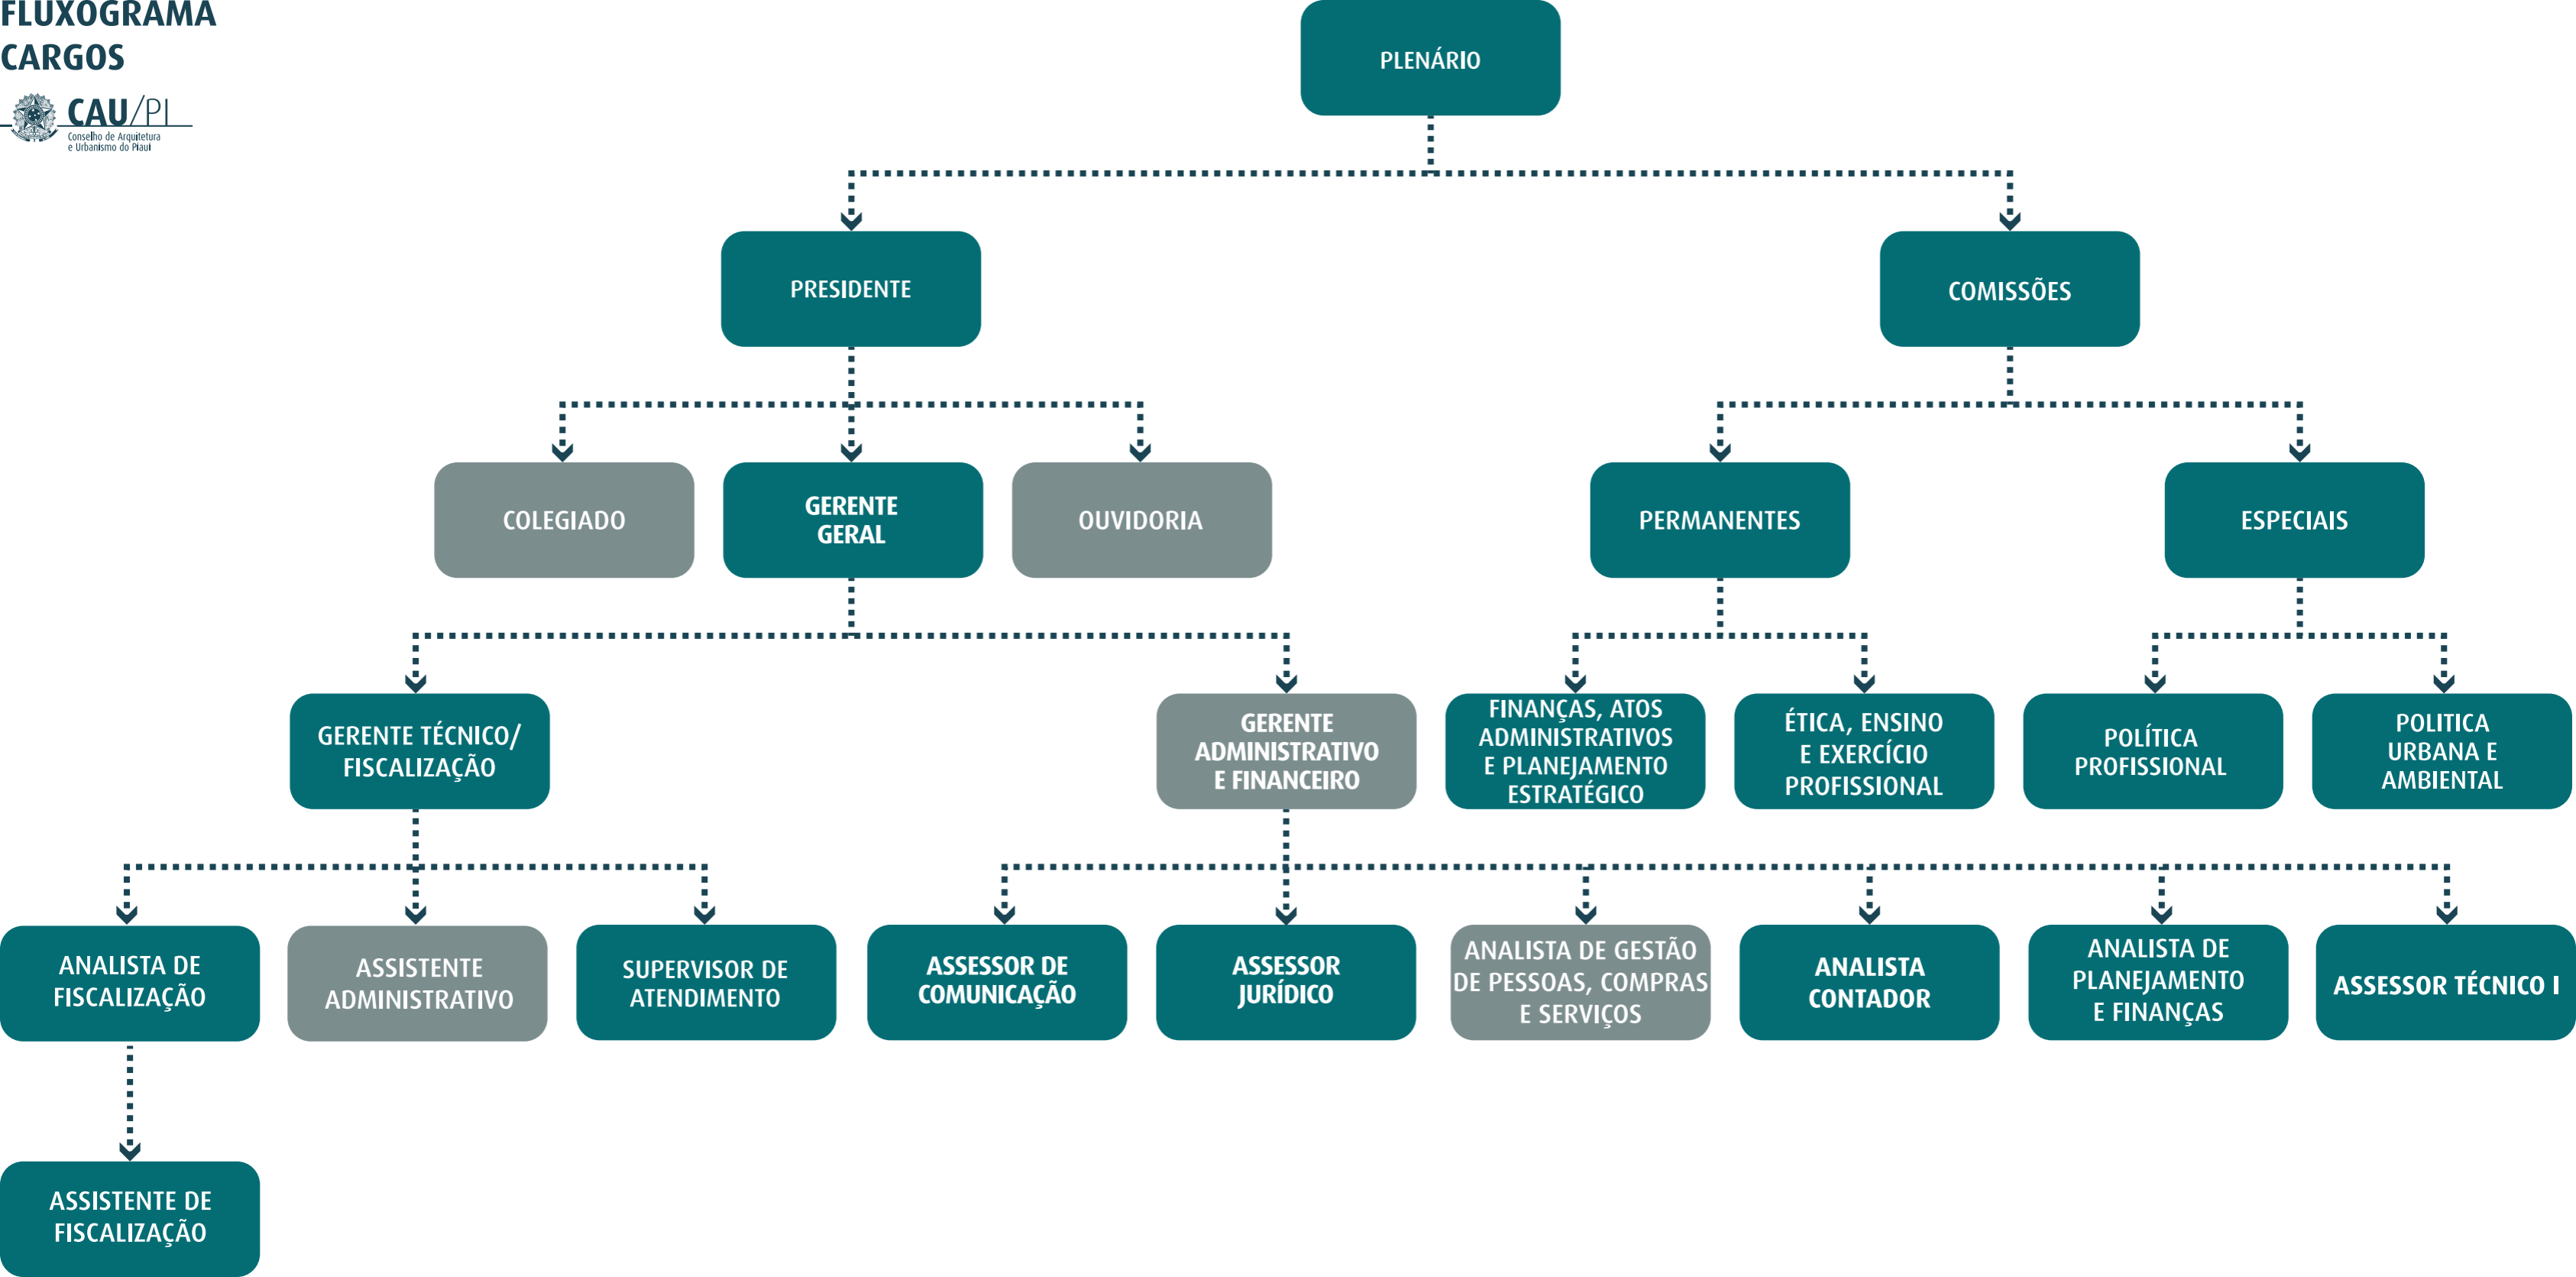 FLUXOGRAMA
CARGOS
CAU/PI
Conselho de Arquitetura
e Urbanismo do Piauí
PLENÁRIO
PRESIDENTE
COMISSÕES
COLEGIADO
GERENTE
GERAL
OUVIDORIA
PERMANENTES
ESPECIAIS
GERENTE TÉCNICO/
FISCALIZAÇÃO
GERENTE
ADMINISTRATIVO
E FINANCEIRO
FINANÇAS, ATOS
ADMINISTRATIVOS
E PLANEJAMENTO
ESTRATÉGICO
ÉTICA, ENSINO
E EXERCÍCIO
PROFISSIONAL
POLÍTICA
PROFISSIONAL
POLITICA
URBANA E
AMBIENTAL
ANALISTA DE
FISCALIZAÇÃO
ASSISTENTE
ADMINISTRATIVO
SUPERVISOR DE
ATENDIMENTO
ASSESSOR DE
COMUNICAÇÃO
ASSESSOR
JURÍDICO
ANALISTA DE GESTÃO
DE PESSOAS, COMPRAS
E SERVIÇOS
ANALISTA
CONTADOR
ANALISTA DE
PLANEJAMENTO
E FINANÇAS
ASSESSOR TÉCNICO I
ASSISTENTE DE
FISCALIZAÇÃO